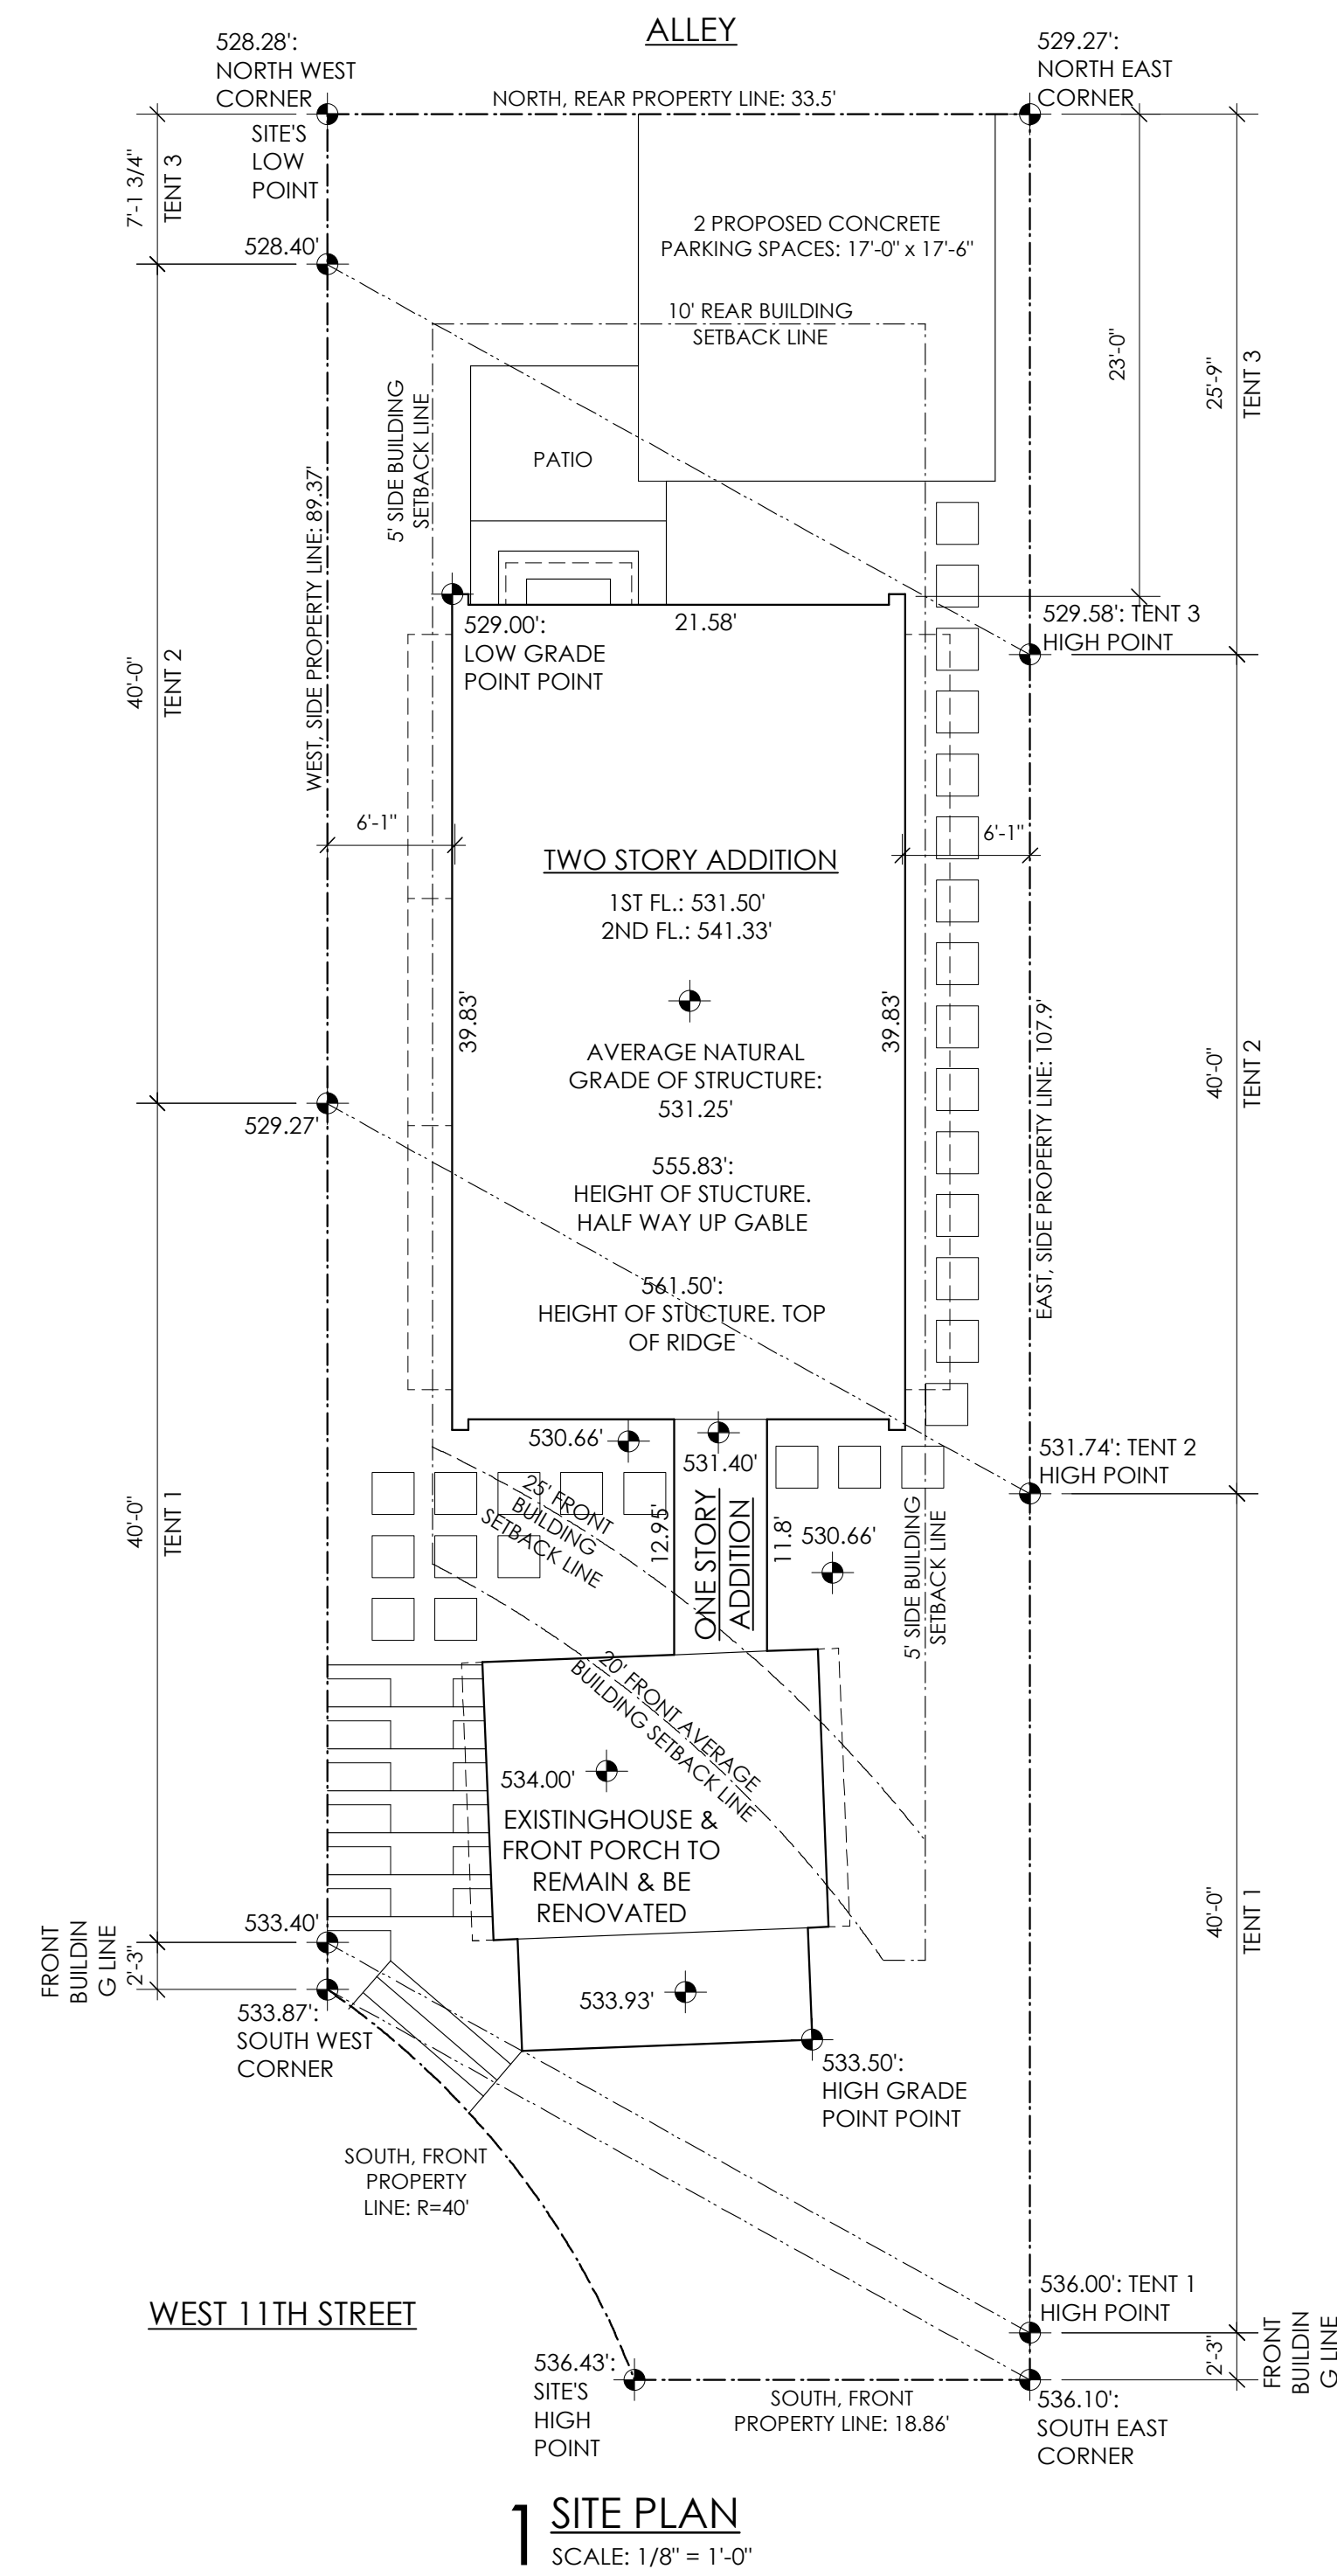 ALLEY
528.28':
NORTH WEST
CORNER
529.27':
NORTH EAST
CORNER
NORTH, REAR PROPERTY LINE: 33.5'
SITE'S
LOW
POINT
7'-1 3/4"
TENT 3
528.40'
2 PROPOSED CONCRETE
PARKING SPACES: 17'-0" x 17'-6"
10' REAR BUILDING
SETBACK LINE
23'-0"
25'-9"
TENT 3
5' SIDE BUILDING
SETBACK LINE
PATIO
WEST, SIDE PROPERTY LINE: 89.37'
529.00':
LOW GRADE
POINT POINT
21.58'
529.58': TENT 3
HIGH POINT
40'-0"
TENT 2
6'-1"
6'-1"
TWO STORY ADDITION
1ST FL.: 531.50'
2ND FL.: 541.33'
39.83'
39.83'
AVERAGE NATURAL
GRADE OF STRUCTURE:
531.25'
EAST, SIDE PROPERTY LINE: 107.9'
40'-0"
TENT 2
529.27'
555.83':
HEIGHT OF STUCTURE.
HALF WAY UP GABLE
561.50':
HEIGHT OF STUCTURE. TOP
OF RIDGE
530.66'
531.40'
531.74': TENT 2
HIGH POINT
40'-0"
TENT 1
25' FRONT
BUILDING
SETBACK LINE
12.95'
ONE STORY
ADDITION
11.8'
530.66'
5' SIDE BUILDING
SETBACK LINE
20' FRONT AVERAGE
BUILDING SETBACK LINE
534.00'
EXISTINGHOUSE &
FRONT PORCH TO
REMAIN & BE
RENOVATED
40'-0"
TENT 1
533.40'
FRONT
BUILDIN
G LINE
2'-3"
533.87':
SOUTH WEST
CORNER
533.93'
533.50':
HIGH GRADE
POINT POINT
SOUTH, FRONT
PROPERTY
LINE: R=40'
WEST 11TH STREET
536.00': TENT 1
HIGH POINT
2'-3"
FRONT
BUILDIN
G LINE
536.43':
SITE'S
HIGH
POINT
SOUTH, FRONT
PROPERTY LINE: 18.86'
536.10':
SOUTH EAST
CORNER
1 SITE PLAN
SCALE: 1/8" = 1'-0"